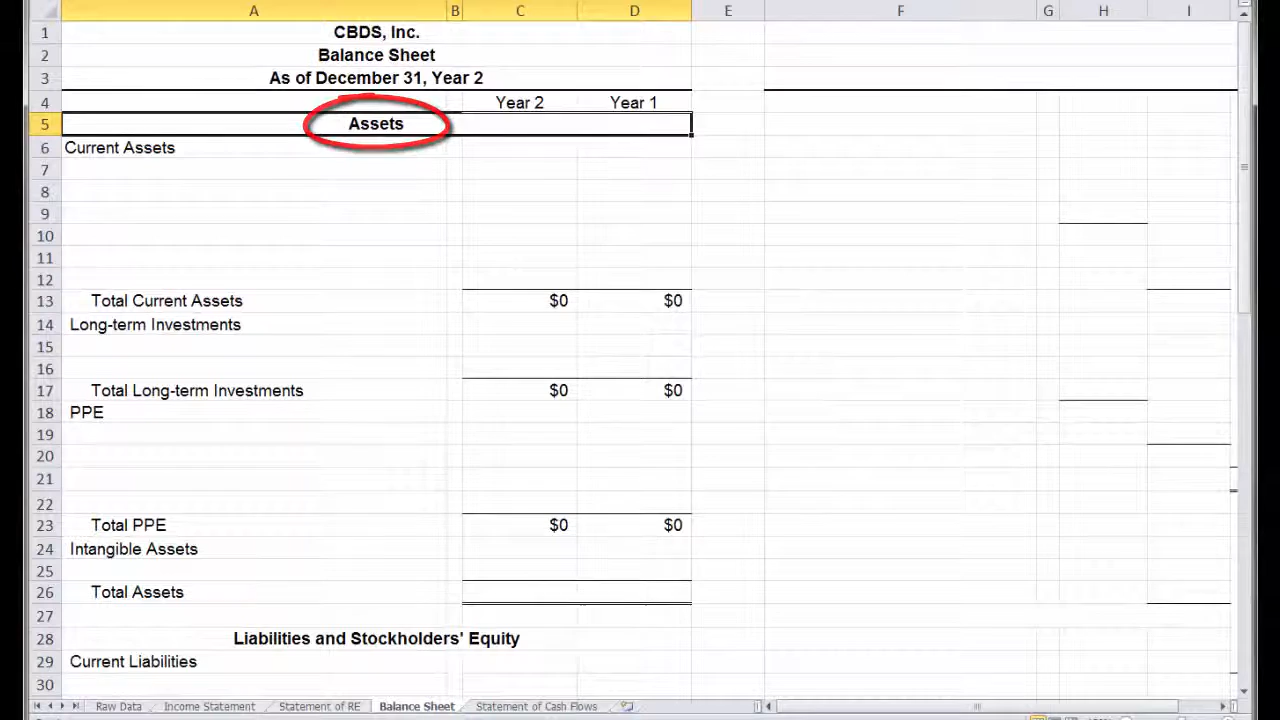 A B C D E F G H I
1 CBDS, Inc.
2 Balance Sheet
3 As of December 31, Year 2
4 Year 2 Year 1
5 Assets
6 Current Assets
7
8
9
10
11
12
13 Total Current Assets $0 $0
14 Long-term Investments
15
16
17 Total Long-term Investments $0 $0
18 PPE
19
20
21
22
23 Total PPE $0 $0
24 Intangible Assets
25
26 Total Assets
27
28 Liabilities and Stockholders' Equity
29 Current Liabilities
30
Raw Data Income Statement Statement of RE Balance Sheet Statement of Cash Flows